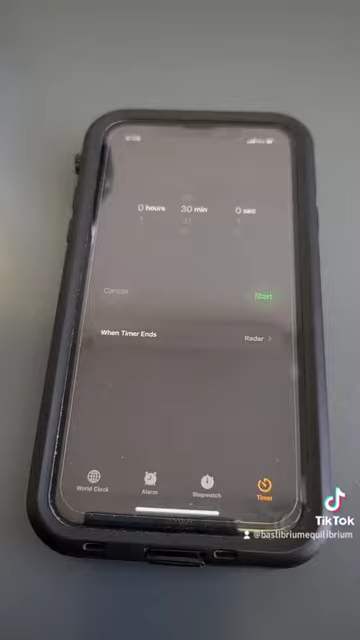 0 hours 30 min 0 sec
Cancel Start
When Timer Ends Radar >
World Clock Alarm Stopwatch Timer
TikTok
@bastibriumequilibrium